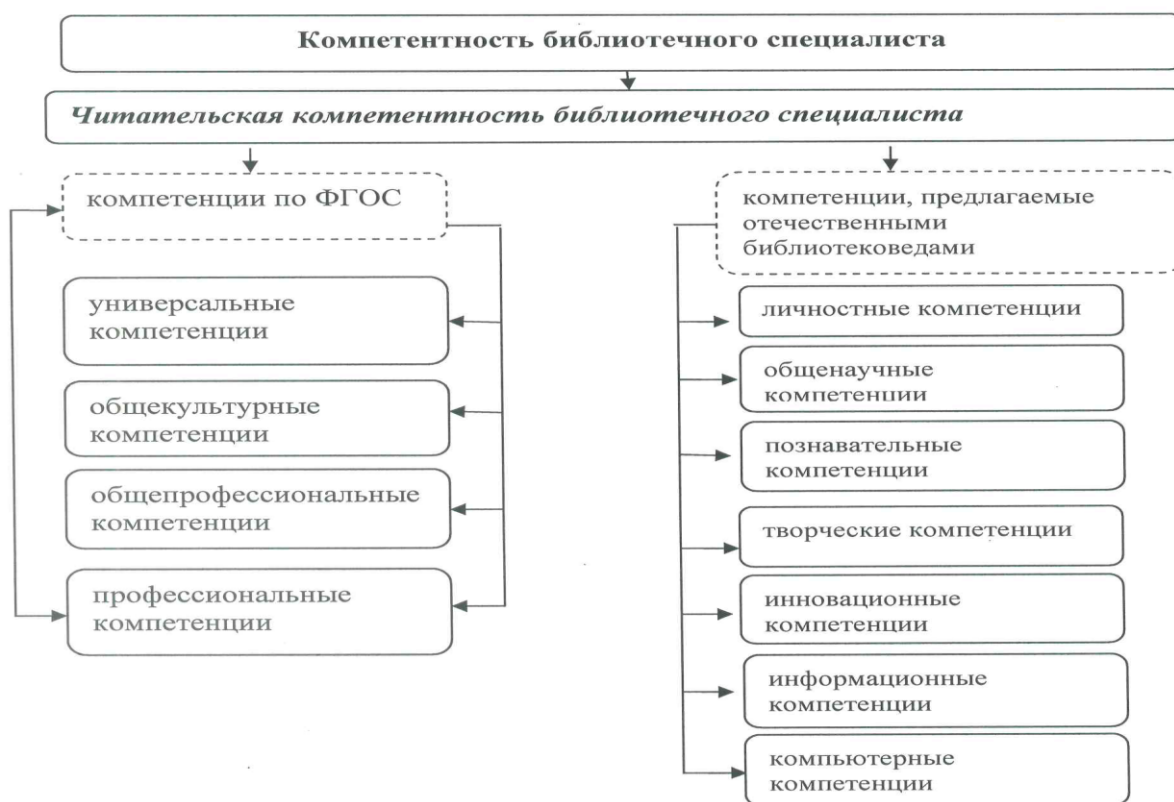 Компетентность библиотечного специалиста
Читательская компетентность библиотечного специалиста
компетенции по ФГОС
универсальные
компетенции
общекультурные
компетенции
общепрофессиональные
компетенции
профессиональные
компетенции
компетенции, предлагаемые
отечественными
библиотековедами
личностные компетенции
общенаучные
компетенции
познавательные
компетенции
творческие компетенции
инновационные
компетенции
информационные
компетенции
компьютерные
компетенции